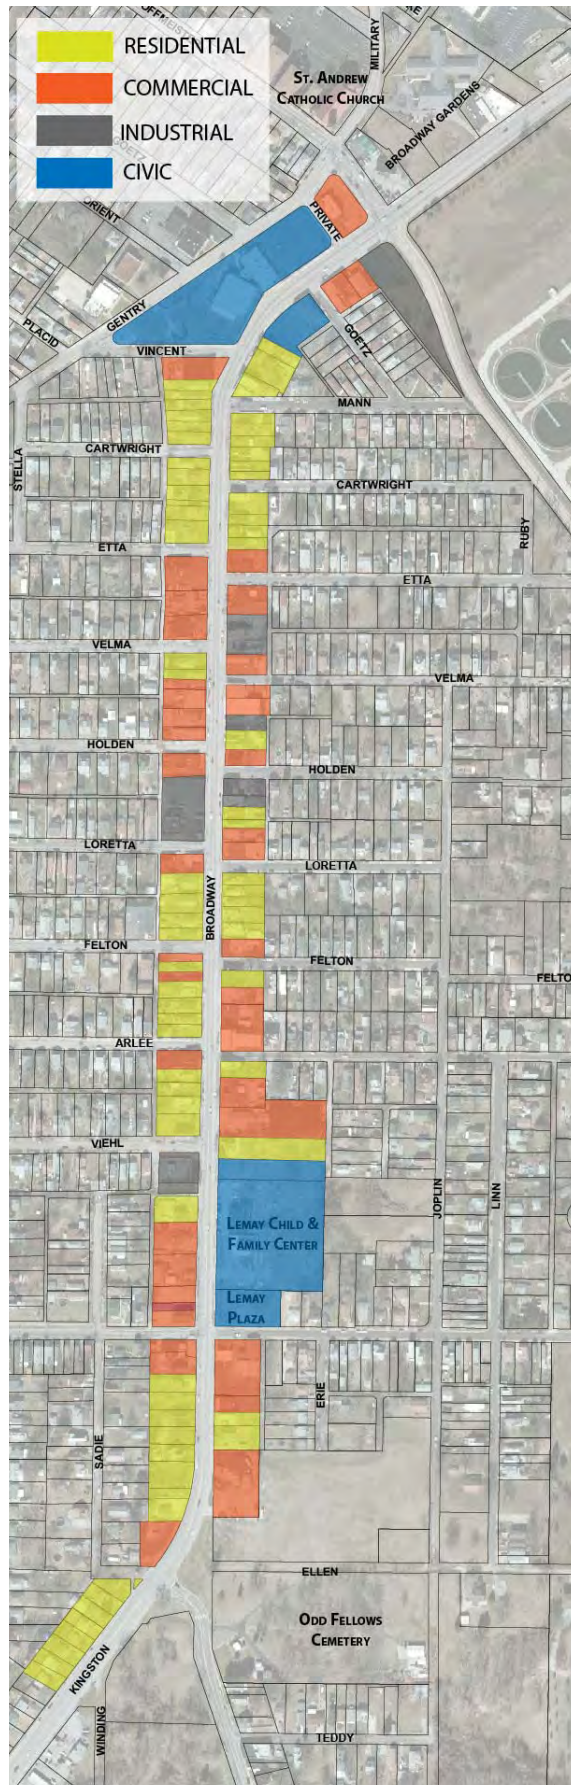 HOFFMEISTER
MILITARY
RESIDENTIAL
COMMERCIAL
INDUSTRIAL
CIVIC
ST. ANDREW
CATHOLIC CHURCH
BROADWAY GARDENS
GOETZ
ORIENT
PRIVATE
GENTRY
PLACID
GOETZ
VINCENT
MANN
STELLA
CARTWRIGHT
CARTWRIGHT
RUBY
ETTA
ETTA
VELMA
VELMA
HOLDEN
HOLDEN
LORETTA
LORETTA
BROADWAY
FELTON
FELTON
FELTO
ARLEE
VIEHL
JOPLIN
LINN
LEMAY CHILD &
FAMILY CENTER
LEMAY
PLAZA
ERIE
SADIE
ELLEN
ODD FELLOWS
CEMETERY
KINGSTON
WINDING
TEDDY